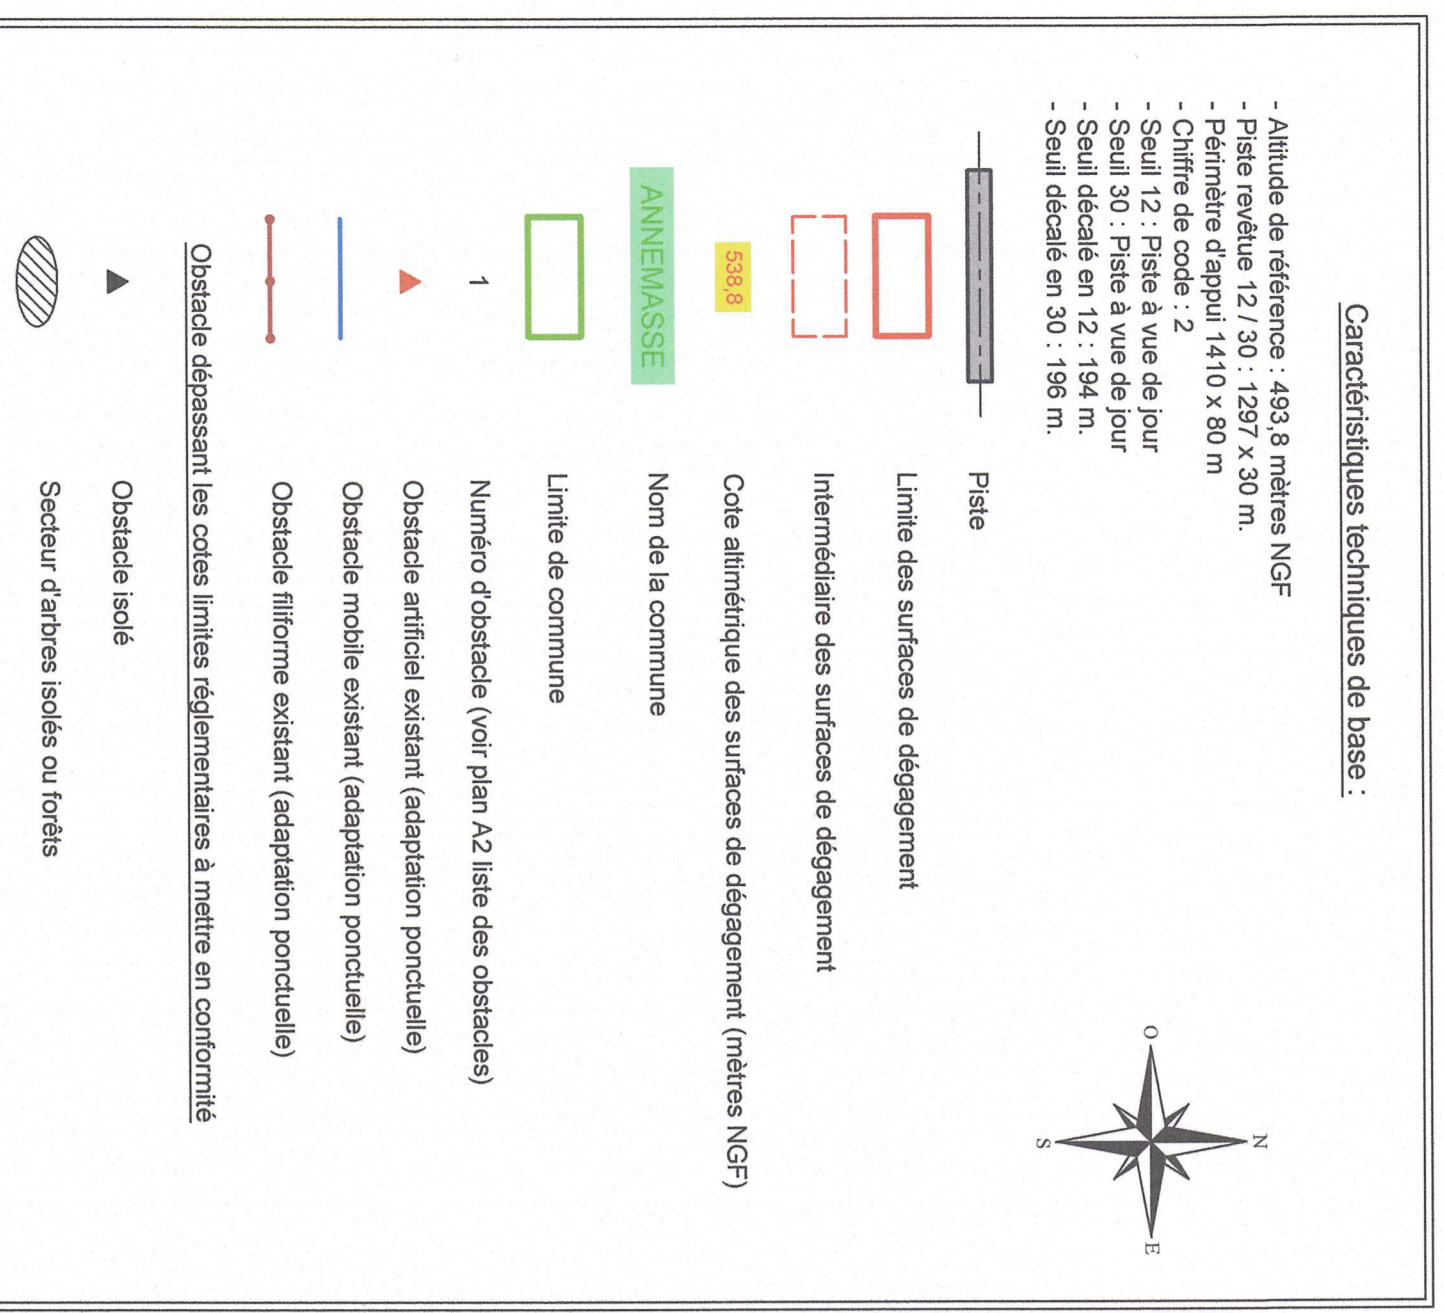 Caractéristiques techniques de base :
- Altitude de référence : 493,8 mètres NGF
- Piste revêtue 12 / 30 : 1297 x 30 m.
- Périmètre d'appui 1410 x 80 m
- Chiffre de code : 2
- Seuil 12 : Piste à vue de jour
- Seuil 30 : Piste à vue de jour
- Seuil décalé en 12 : 194 m.
- Seuil décalé en 30 : 196 m.
N
O
E
S
Piste
Limite des surfaces de dégagement
Intermédiaire des surfaces de dégagement
538,8 Cote altimétrique des surfaces de dégagement (mètres NGF)
ANNEMASSE Nom de la commune
Limite de commune
1 Numéro d'obstacle (voir plan A2 liste des obstacles)
Obstacle artificiel existant (adaptation ponctuelle)
Obstacle mobile existant (adaptation ponctuelle)
Obstacle filiforme existant (adaptation ponctuelle)
Obstacle dépassant les cotes limites réglementaires à mettre en conformité
Obstacle isolé
Secteur d'arbres isolés ou forêts